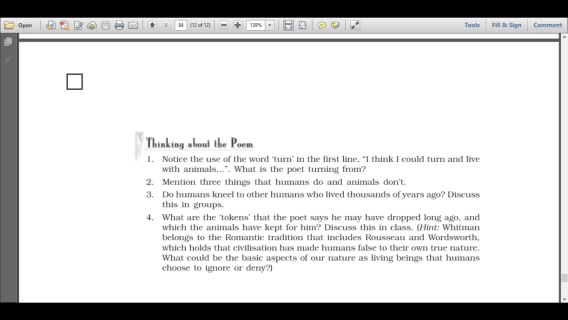 Open
84 (12 of 12)
139%
Tools
Fill & Sign
Comment
Thinking about the Poem
1. Notice the use of the word ‘turn’ in the first line, “I think I could turn and live
with animals…”. What is the poet turning from?
2. Mention three things that humans do and animals don’t.
3. Do humans kneel to other humans who lived thousands of years ago? Discuss
this in groups.
4. What are the ‘tokens’ that the poet says he may have dropped long ago, and
which the animals have kept for him? Discuss this in class. (Hint: Whitman
belongs to the Romantic tradition that includes Rousseau and Wordsworth,
which holds that civilisation has made humans false to their own true nature.
What could be the basic aspects of our nature as living beings that humans
choose to ignore or deny?)